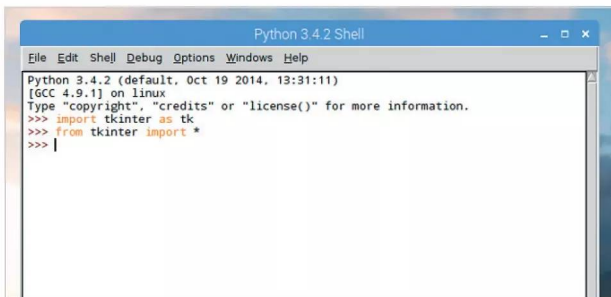 Python 3.4.2 Shell
File Edit Shell Debug Options Windows Help
Python 3.4.2 (default, Oct 19 2014, 13:31:11)
[GCC 4.9.1] on linux
Type "copyright", "credits" or "license()" for more information.
>>> import tkinter as tk
>>> from tkinter import *
>>>